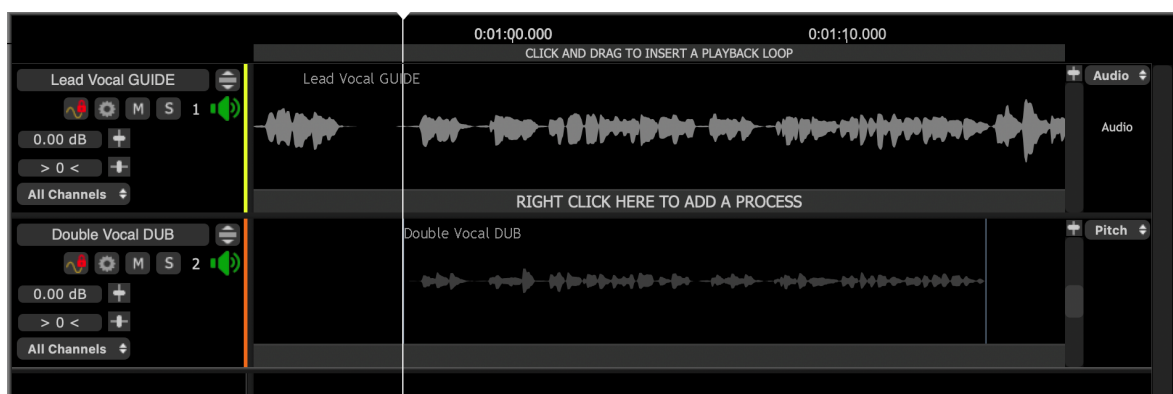 0:01:00.000 0:01:10.000
CLICK AND DRAG TO INSERT A PLAYBACK LOOP
Lead Vocal GUIDE
Lead Vocal GUIDE
Audio
M S 1
Audio
0.00 dB
> 0 <
All Channels
RIGHT CLICK HERE TO ADD A PROCESS
Double Vocal DUB
Double Vocal DUB
Pitch
M S 2
0.00 dB
> 0 <
All Channels